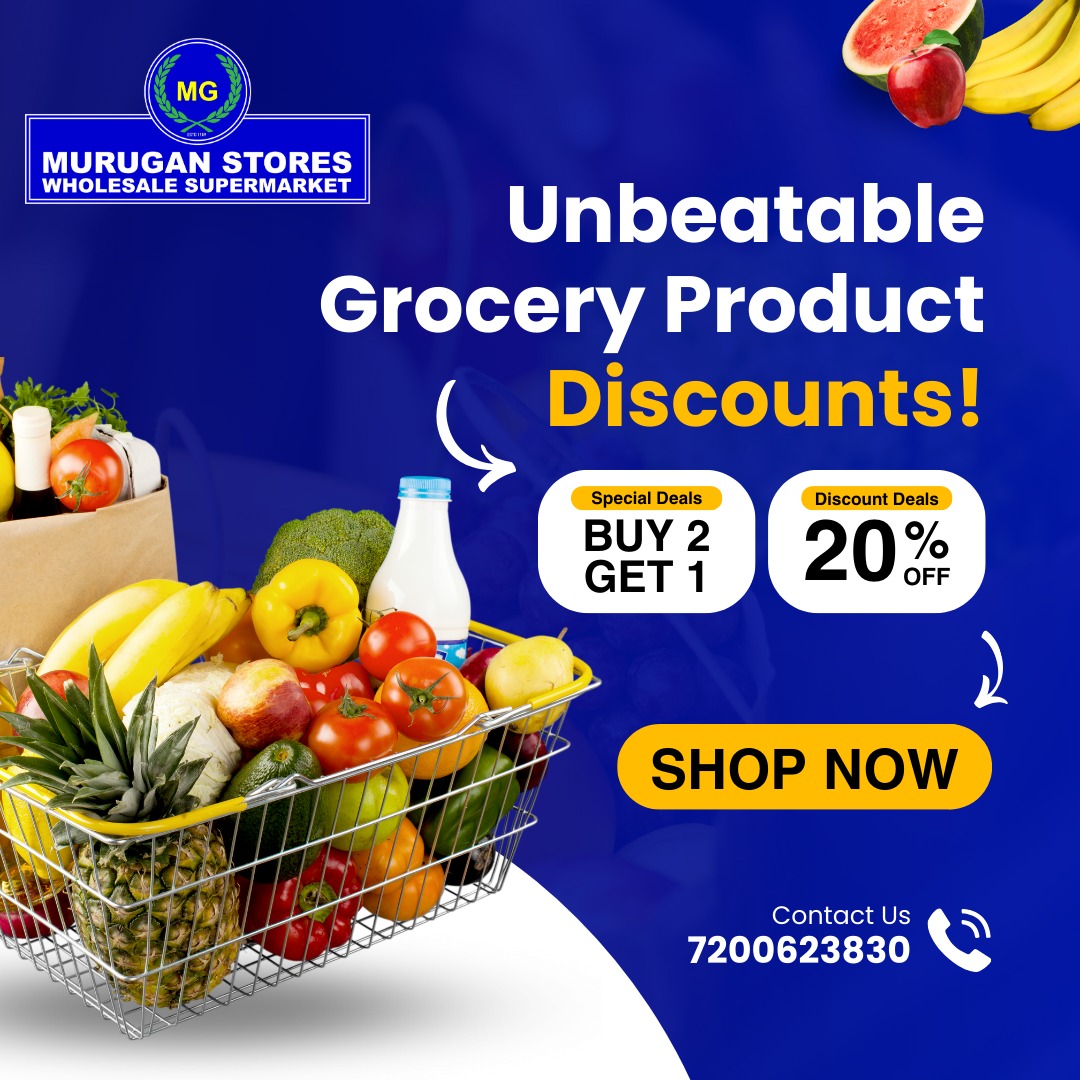 MG
MURUGAN STORES
WHOLESALE SUPERMARKET
Unbeatable
Grocery Product
Discounts!
Special Deals
BUY 2
GET 1
Discount Deals
20%
OFF
SHOP NOW
Contact Us
7200623830